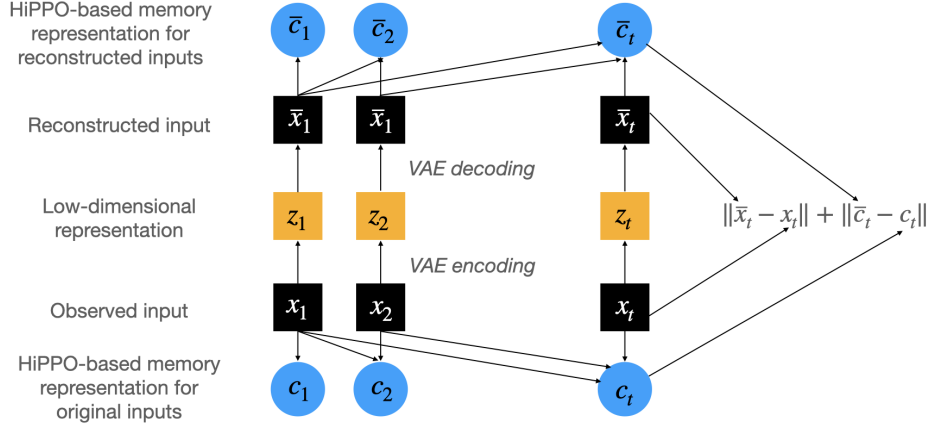 HiPPO-based memory
representation for
reconstructed inputs
c̅₁ c̅₂ c̅ₜ
Reconstructed input
x̅₁ x̅₁ x̅ₜ
VAE decoding
Low-dimensional
representation
z₁ z₂ zₜ
‖x̅ₜ − xₜ‖ + ‖c̅ₜ − cₜ‖
VAE encoding
Observed input
x₁ x₂ xₜ
HiPPO-based memory
representation for
original inputs
c₁ c₂ cₜ